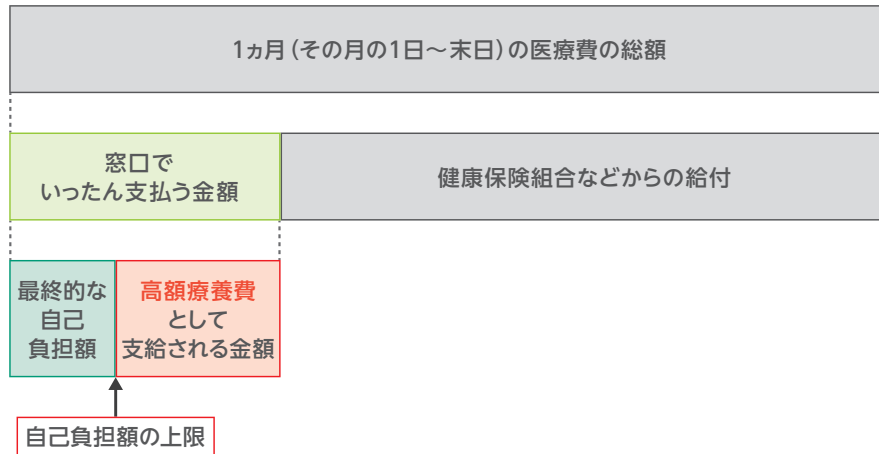 1ヵ月(その月の1日〜末日)の医療費の総額
窓口で
いったん支払う金額
健康保険組合などからの給付
最終的な
自己
負担額
高額療養費
として
支給される金額
自己負担額の上限